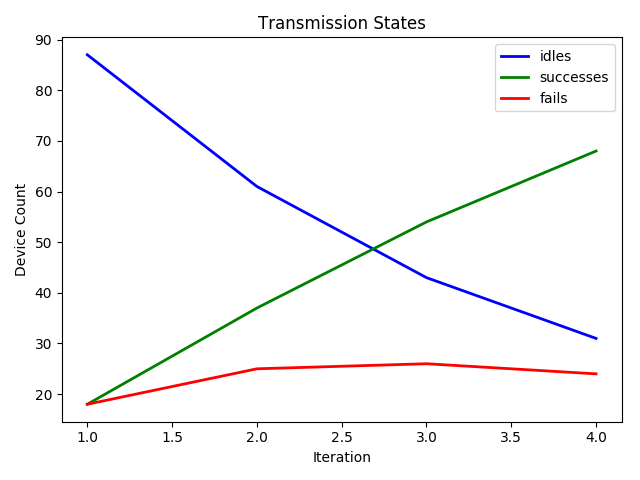 Transmission States
90
80
70
60
50
40
30
20
Device Count
idles
successes
fails
1.0 1.5 2.0 2.5 3.0 3.5 4.0
Iteration